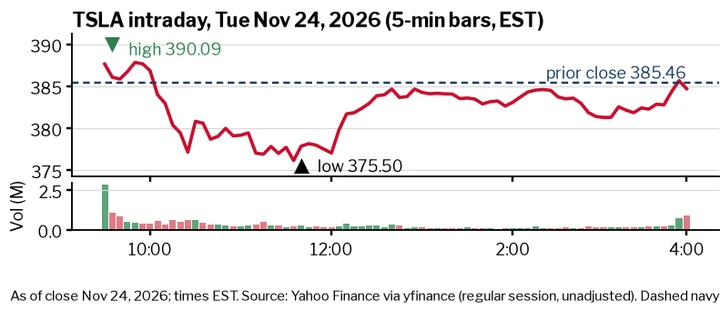 TSLA intraday, Tue Nov 24, 2026 (5-min bars, EST)
390
high 390.09
prior close 385.46
385
380
375
low 375.50
Vol (M)
2.5
0.0
10:00
12:00
2:00
4:00
As of close Nov 24, 2026; times EST. Source: Yahoo Finance via yfinance (regular session, unadjusted). Dashed navy